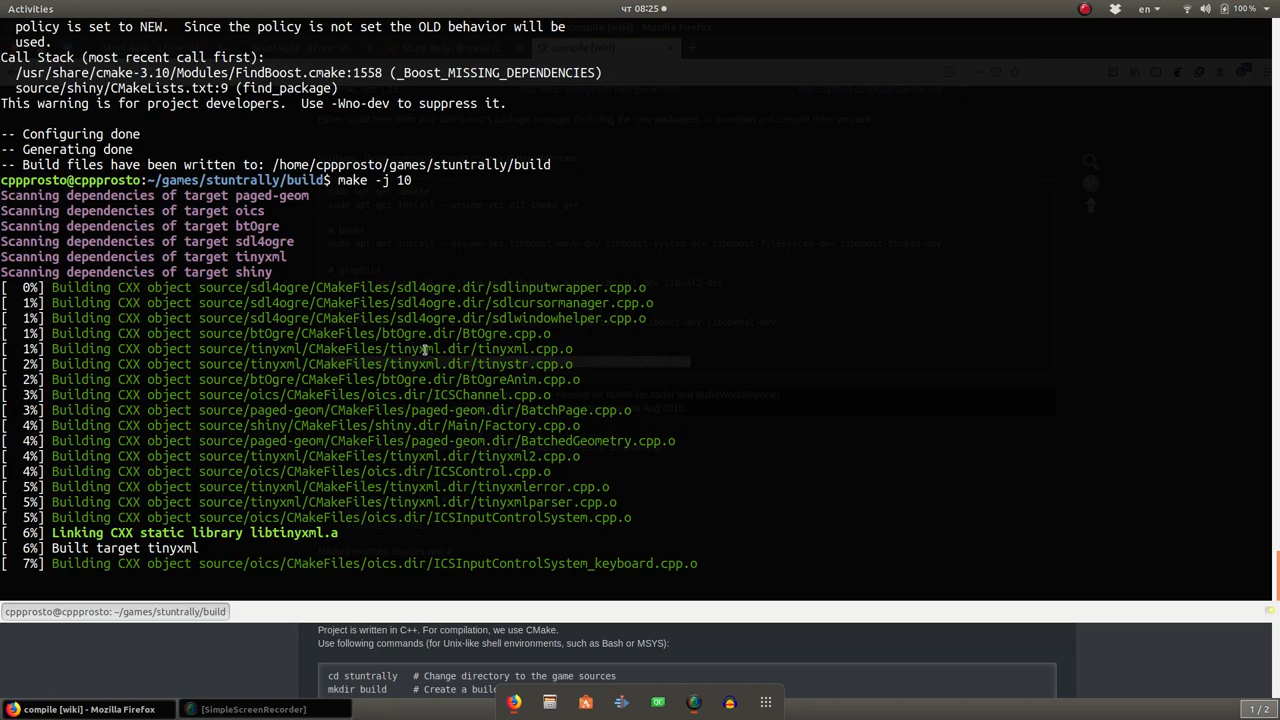 Activities
чт 08:25
en
100 %
policy is set to NEW.  Since the policy is not set the OLD behavior will be
used.
Call Stack (most recent call first):
/usr/share/cmake-3.10/Modules/FindBoost.cmake:1558 (_Boost_MISSING_DEPENDENCIES)
source/shiny/CMakeLists.txt:9 (find_package)
This warning is for project developers.  Use -Wno-dev to suppress it.
-- Configuring done
-- Generating done
-- Build files have been written to: /home/cppprosto/games/stuntrally/build
cppprosto@cppprosto:~/games/stuntrally/build$ make -j 10
Scanning dependencies of target paged-geom
Scanning dependencies of target oics
Scanning dependencies of target btOgre
Scanning dependencies of target sdl4ogre
Scanning dependencies of target tinyxml
Scanning dependencies of target shiny
[  0%] Building CXX object source/sdl4ogre/CMakeFiles/sdl4ogre.dir/sdlinputwrapper.cpp.o
[  1%] Building CXX object source/sdl4ogre/CMakeFiles/sdl4ogre.dir/sdlcursormanager.cpp.o
[  1%] Building CXX object source/sdl4ogre/CMakeFiles/sdl4ogre.dir/sdlwindowhelper.cpp.o
[  1%] Building CXX object source/btOgre/CMakeFiles/btOgre.dir/BtOgre.cpp.o
[  1%] Building CXX object source/tinyxml/CMakeFiles/tinyxml.dir/tinyxml.cpp.o
[  2%] Building CXX object source/tinyxml/CMakeFiles/tinyxml.dir/tinystr.cpp.o
[  2%] Building CXX object source/btOgre/CMakeFiles/btOgre.dir/BtOgreAnim.cpp.o
[  3%] Building CXX object source/oics/CMakeFiles/oics.dir/ICSChannel.cpp.o
[  3%] Building CXX object source/paged-geom/CMakeFiles/paged-geom.dir/BatchPage.cpp.o
[  4%] Building CXX object source/shiny/CMakeFiles/shiny.dir/Main/Factory.cpp.o
[  4%] Building CXX object source/paged-geom/CMakeFiles/paged-geom.dir/BatchedGeometry.cpp.o
[  4%] Building CXX object source/tinyxml/CMakeFiles/tinyxml.dir/tinyxml2.cpp.o
[  4%] Building CXX object source/oics/CMakeFiles/oics.dir/ICSControl.cpp.o
[  5%] Building CXX object source/tinyxml/CMakeFiles/tinyxml.dir/tinyxmlerror.cpp.o
[  5%] Building CXX object source/tinyxml/CMakeFiles/tinyxml.dir/tinyxmlparser.cpp.o
[  5%] Building CXX object source/oics/CMakeFiles/oics.dir/ICSInputControlSystem.cpp.o
[  6%] Linking CXX static library libtinyxml.a
[  6%] Built target tinyxml
[  7%] Building CXX object source/oics/CMakeFiles/oics.dir/ICSInputControlSystem_keyboard.cpp.o
cppprosto@cppprosto: ~/games/stuntrally/build
Project is written in C++. For compilation, we use CMake.
Use following commands (for Unix-like shell environments, such as Bash or MSYS):
cd stuntrally   # Change directory to the game sources
mkdir build     # Create a buil
compile [wiki] - Mozilla Firefox
[SimpleScreenRecorder]
1 / 2